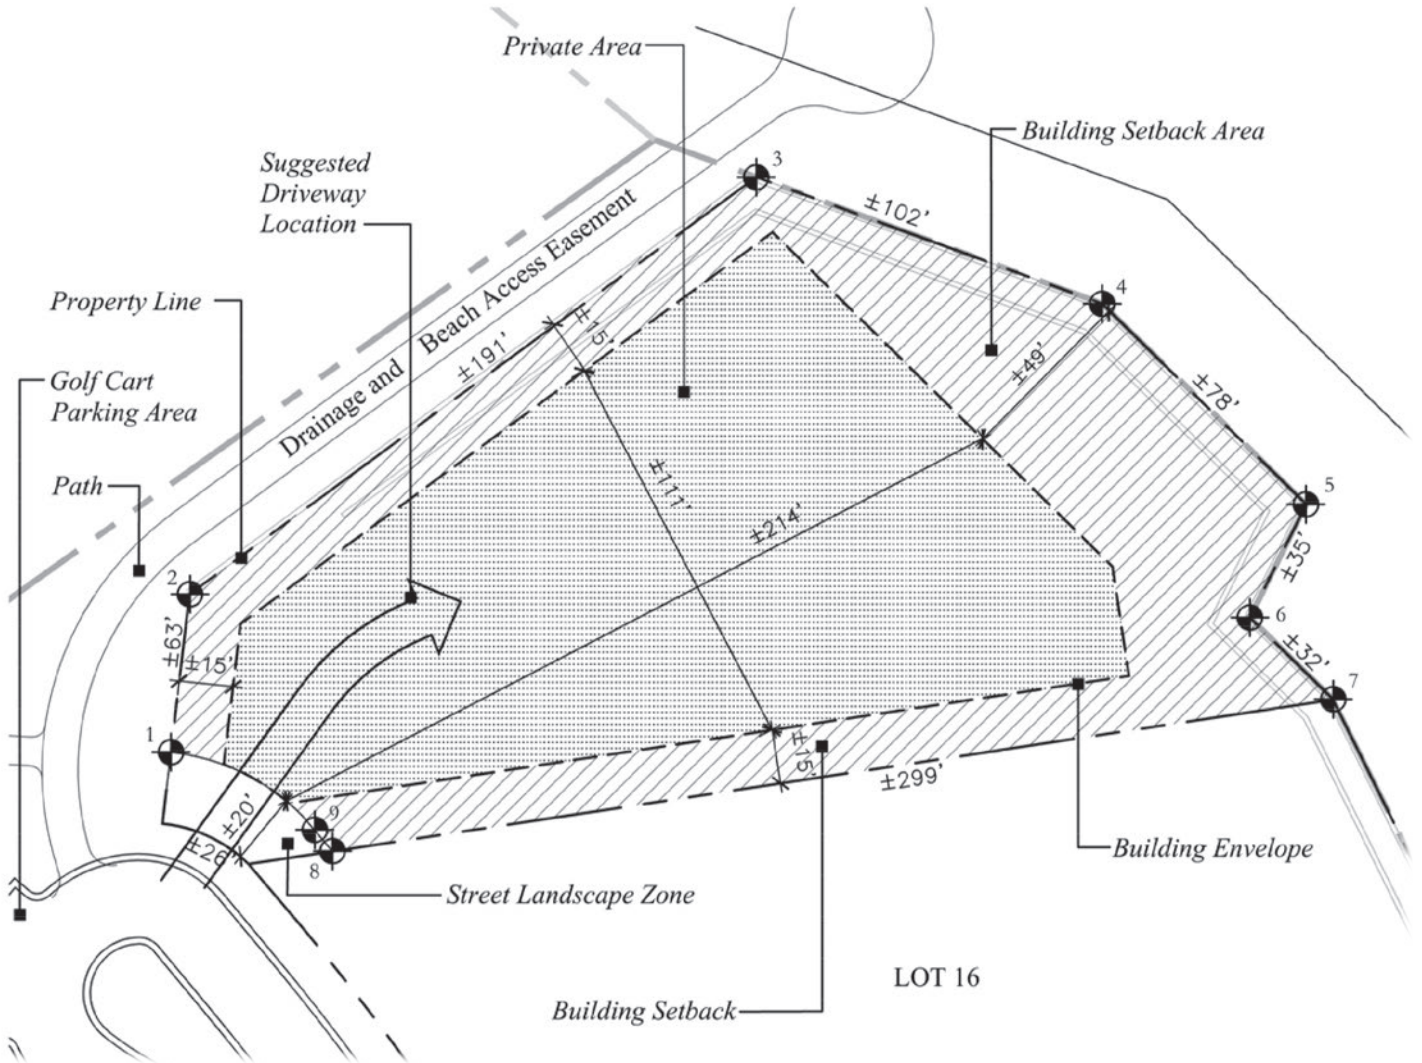 Private Area
3
Building Setback Area
Suggested
Driveway
Location
±102'
4
Drainage and Beach Access Easement
Property Line
±15'
±191'
±49'
Golf Cart
Parking Area
±78'
Path
±111'
5
±214'
±35'
2
6
±63'
±15'
±32'
7
1
±15'
±299'
±20'
9
±26'
8
Building Envelope
Street Landscape Zone
LOT 16
Building Setback